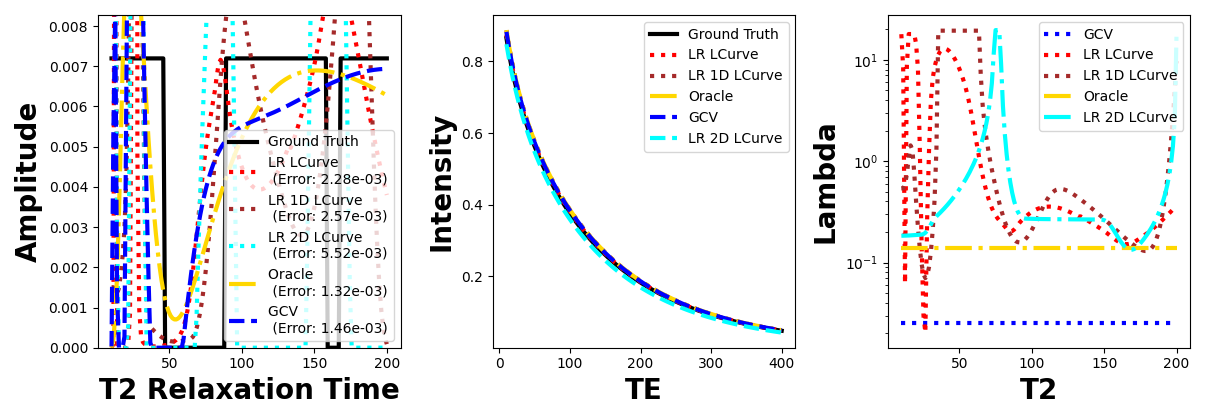 Amplitude
0.008
0.007
0.006
0.005
0.004
0.003
0.002
0.001
0.000
50
100
150
200
T2 Relaxation Time
Ground Truth
LR LCurve
(Error: 2.28e-03)
LR 1D LCurve
(Error: 2.57e-03)
LR 2D LCurve
(Error: 5.52e-03)
Oracle
(Error: 1.32e-03)
GCV
(Error: 1.46e-03)
Intensity
0.8
0.6
0.4
0.2
0
100
200
300
400
TE
Ground Truth
LR LCurve
LR 1D LCurve
Oracle
GCV
LR 2D LCurve
Lambda
10¹
10⁰
10⁻¹
50
100
150
200
T2
GCV
LR LCurve
LR 1D LCurve
Oracle
LR 2D LCurve